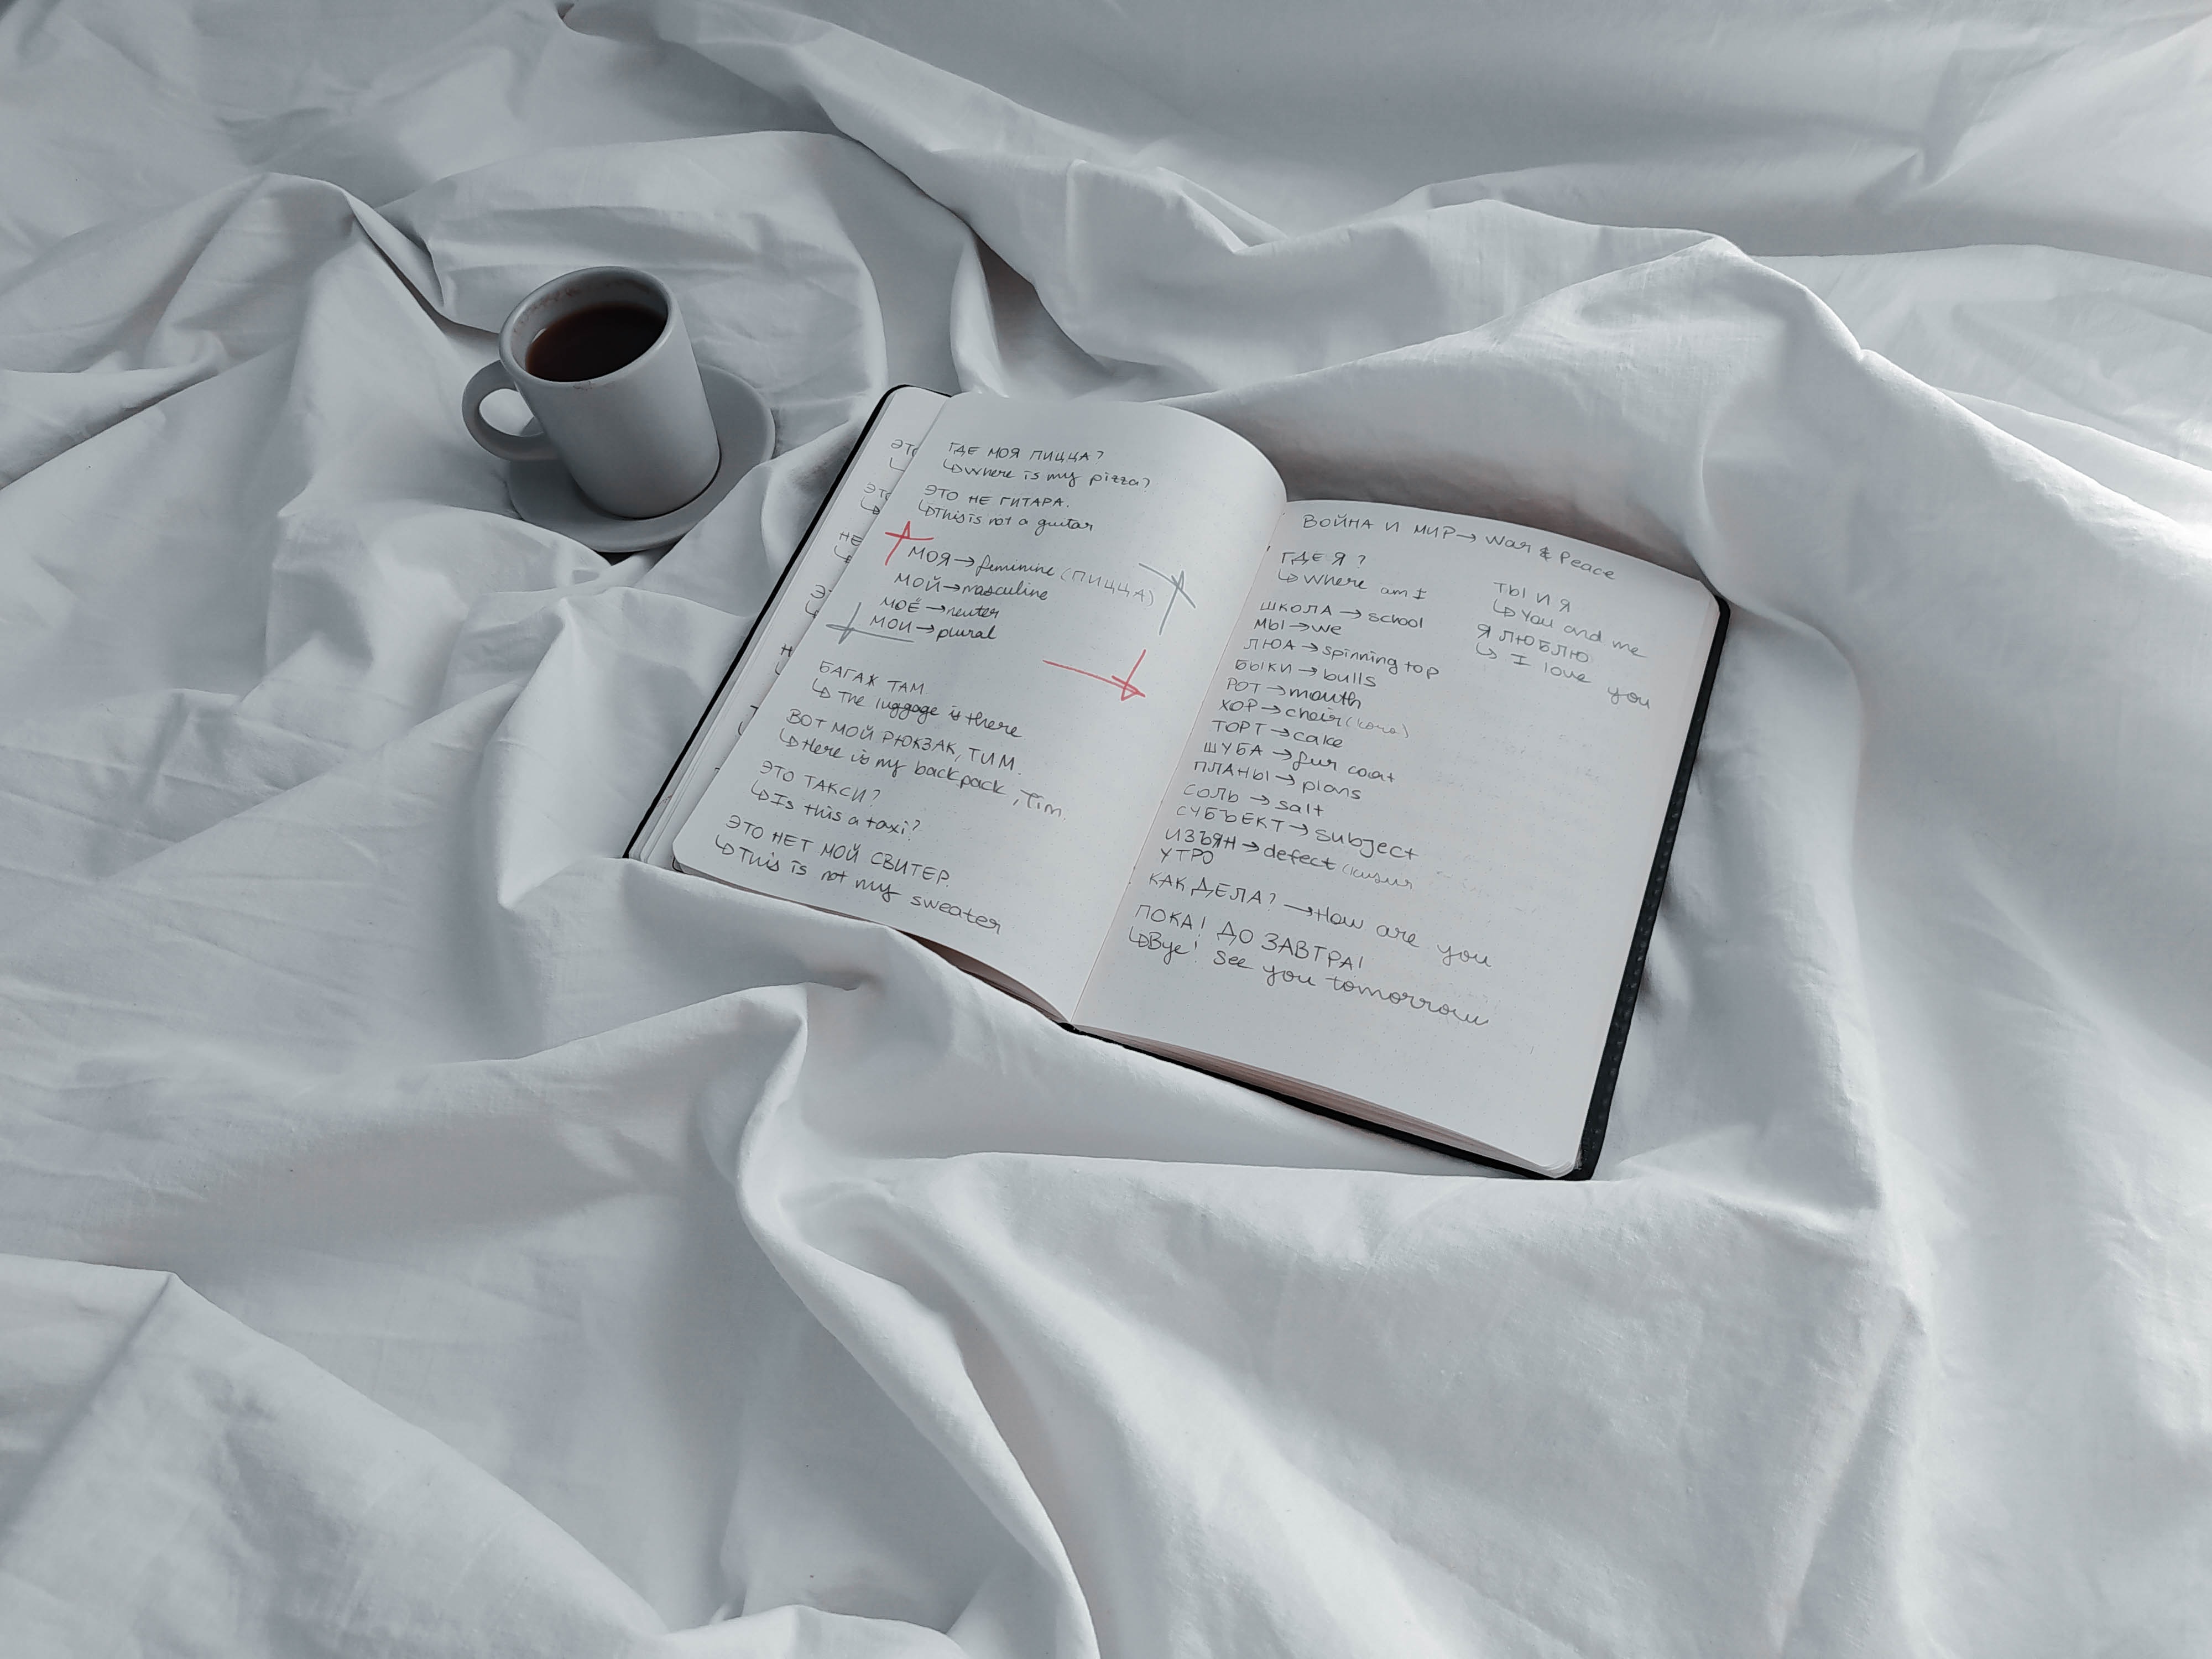 ГДЕ МОЯ ПИЦЦА?
↳Where is my pizza?
ЭТО НЕ ГИТАРА.
↳This is not a guitar
МОЯ→feminine (ПИЦЦА)
МОЙ→masculine
МОЁ→neuter
МОИ→plural
БАГАЖ ТАМ
↳The luggage is there
ВОТ МОЙ РЮКЗАК, ТИМ.
↳Here is my backpack, Tim.
ЭТО ТАКСИ?
↳Is this a taxi?
ЭТО НЕТ МОЙ СВИТЕР.
↳This is not my sweater
ВОЙНА И МИР→ War & Peace
ГДЕ Я?
↳Where am I
ШКОЛА→school
МЫ→we
ЛЮА→spinning top
БЫКИ→bulls
РОТ→mouth
ХОР→choir (koro)
ТОРТ→cake
ШУБА→fur coat
ПЛАНЫ→plans
СОЛЬ→salt
СУБЪЕКТ→subject
ИЗЪЯН→defect (kusur
УТРО
КАК ДЕЛА?→How are you
ПОКА! ДО ЗАВТРА!
↳Bye! See you tomorrow
ТЫ И Я
↳You and me
Я ЛЮБЛЮ
↳I love you